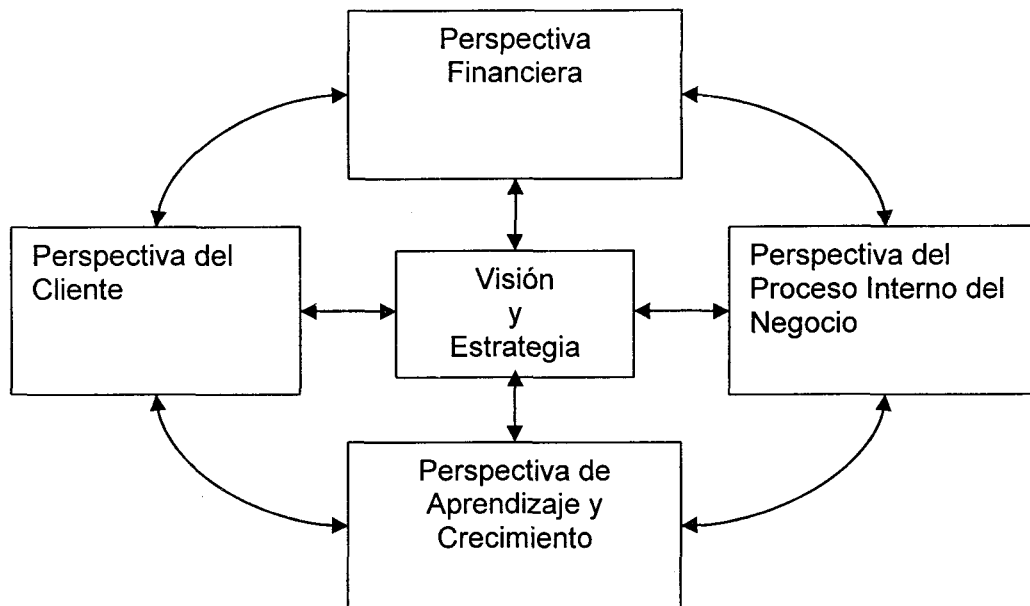 Perspectiva
Financiera
Perspectiva del
Cliente
Visión
y
Estrategia
Perspectiva del
Proceso Interno del
Negocio
Perspectiva de
Aprendizaje y
Crecimiento